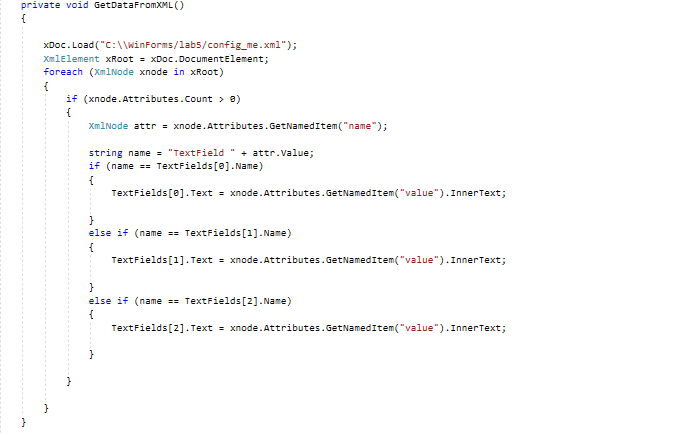 private void GetDataFromXML()
{
xDoc.Load("C:\\WinForms/lab5/config_me.xml");
XmlElement xRoot = xDoc.DocumentElement;
foreach (XmlNode xnode in xRoot)
{
if (xnode.Attributes.Count > 0)
{
XmlNode attr = xnode.Attributes.GetNamedItem("name");
string name = "TextField " + attr.Value;
if (name == TextFields[0].Name)
{
TextFields[0].Text = xnode.Attributes.GetNamedItem("value").InnerText;
}
else if (name == TextFields[1].Name)
{
TextFields[1].Text = xnode.Attributes.GetNamedItem("value").InnerText;
}
else if (name == TextFields[2].Name)
{
TextFields[2].Text = xnode.Attributes.GetNamedItem("value").InnerText;
}
}
}
}